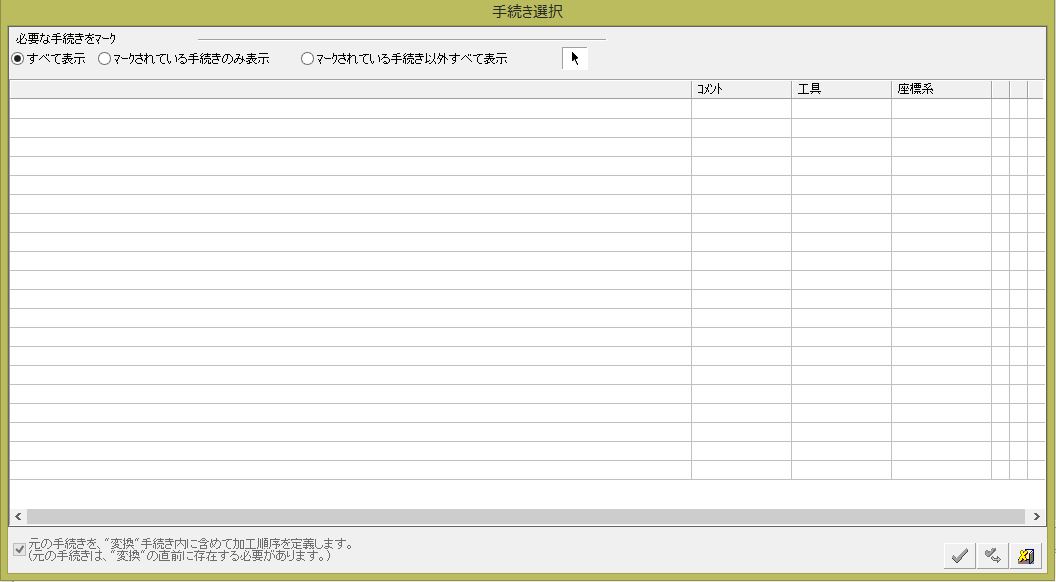 手続き選択
必要な手続きをマーク
すべて表示 マークされている手続きのみ表示 マークされている手続き以外すべて表示
コメント 工具 座標系
元の手続きを、"変換"手続き内に含めて加工順序を定義します。
(元の手続きは、"変換"の直前に存在する必要があります。)